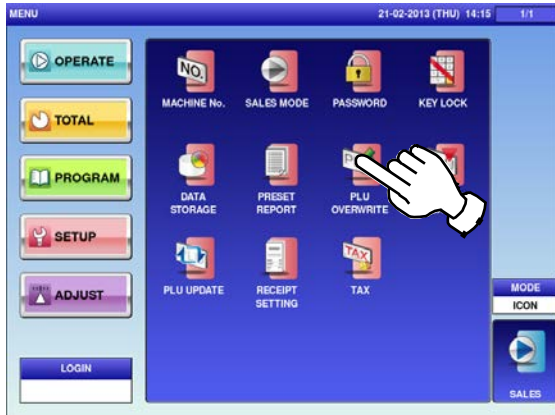 MENU
21-02-2013 (THU) 14:15
1/1
OPERATE
TOTAL
PROGRAM
SETUP
ADJUST
LOGIN
NO.
MACHINE No.
SALES MODE
PASSWORD
KEY LOCK
DATA
STORAGE
PRESET
REPORT
PLU
OVERWRITE
PLU UPDATE
RECEIPT
SETTING
TAX
TAX
MODE
ICON
SALES